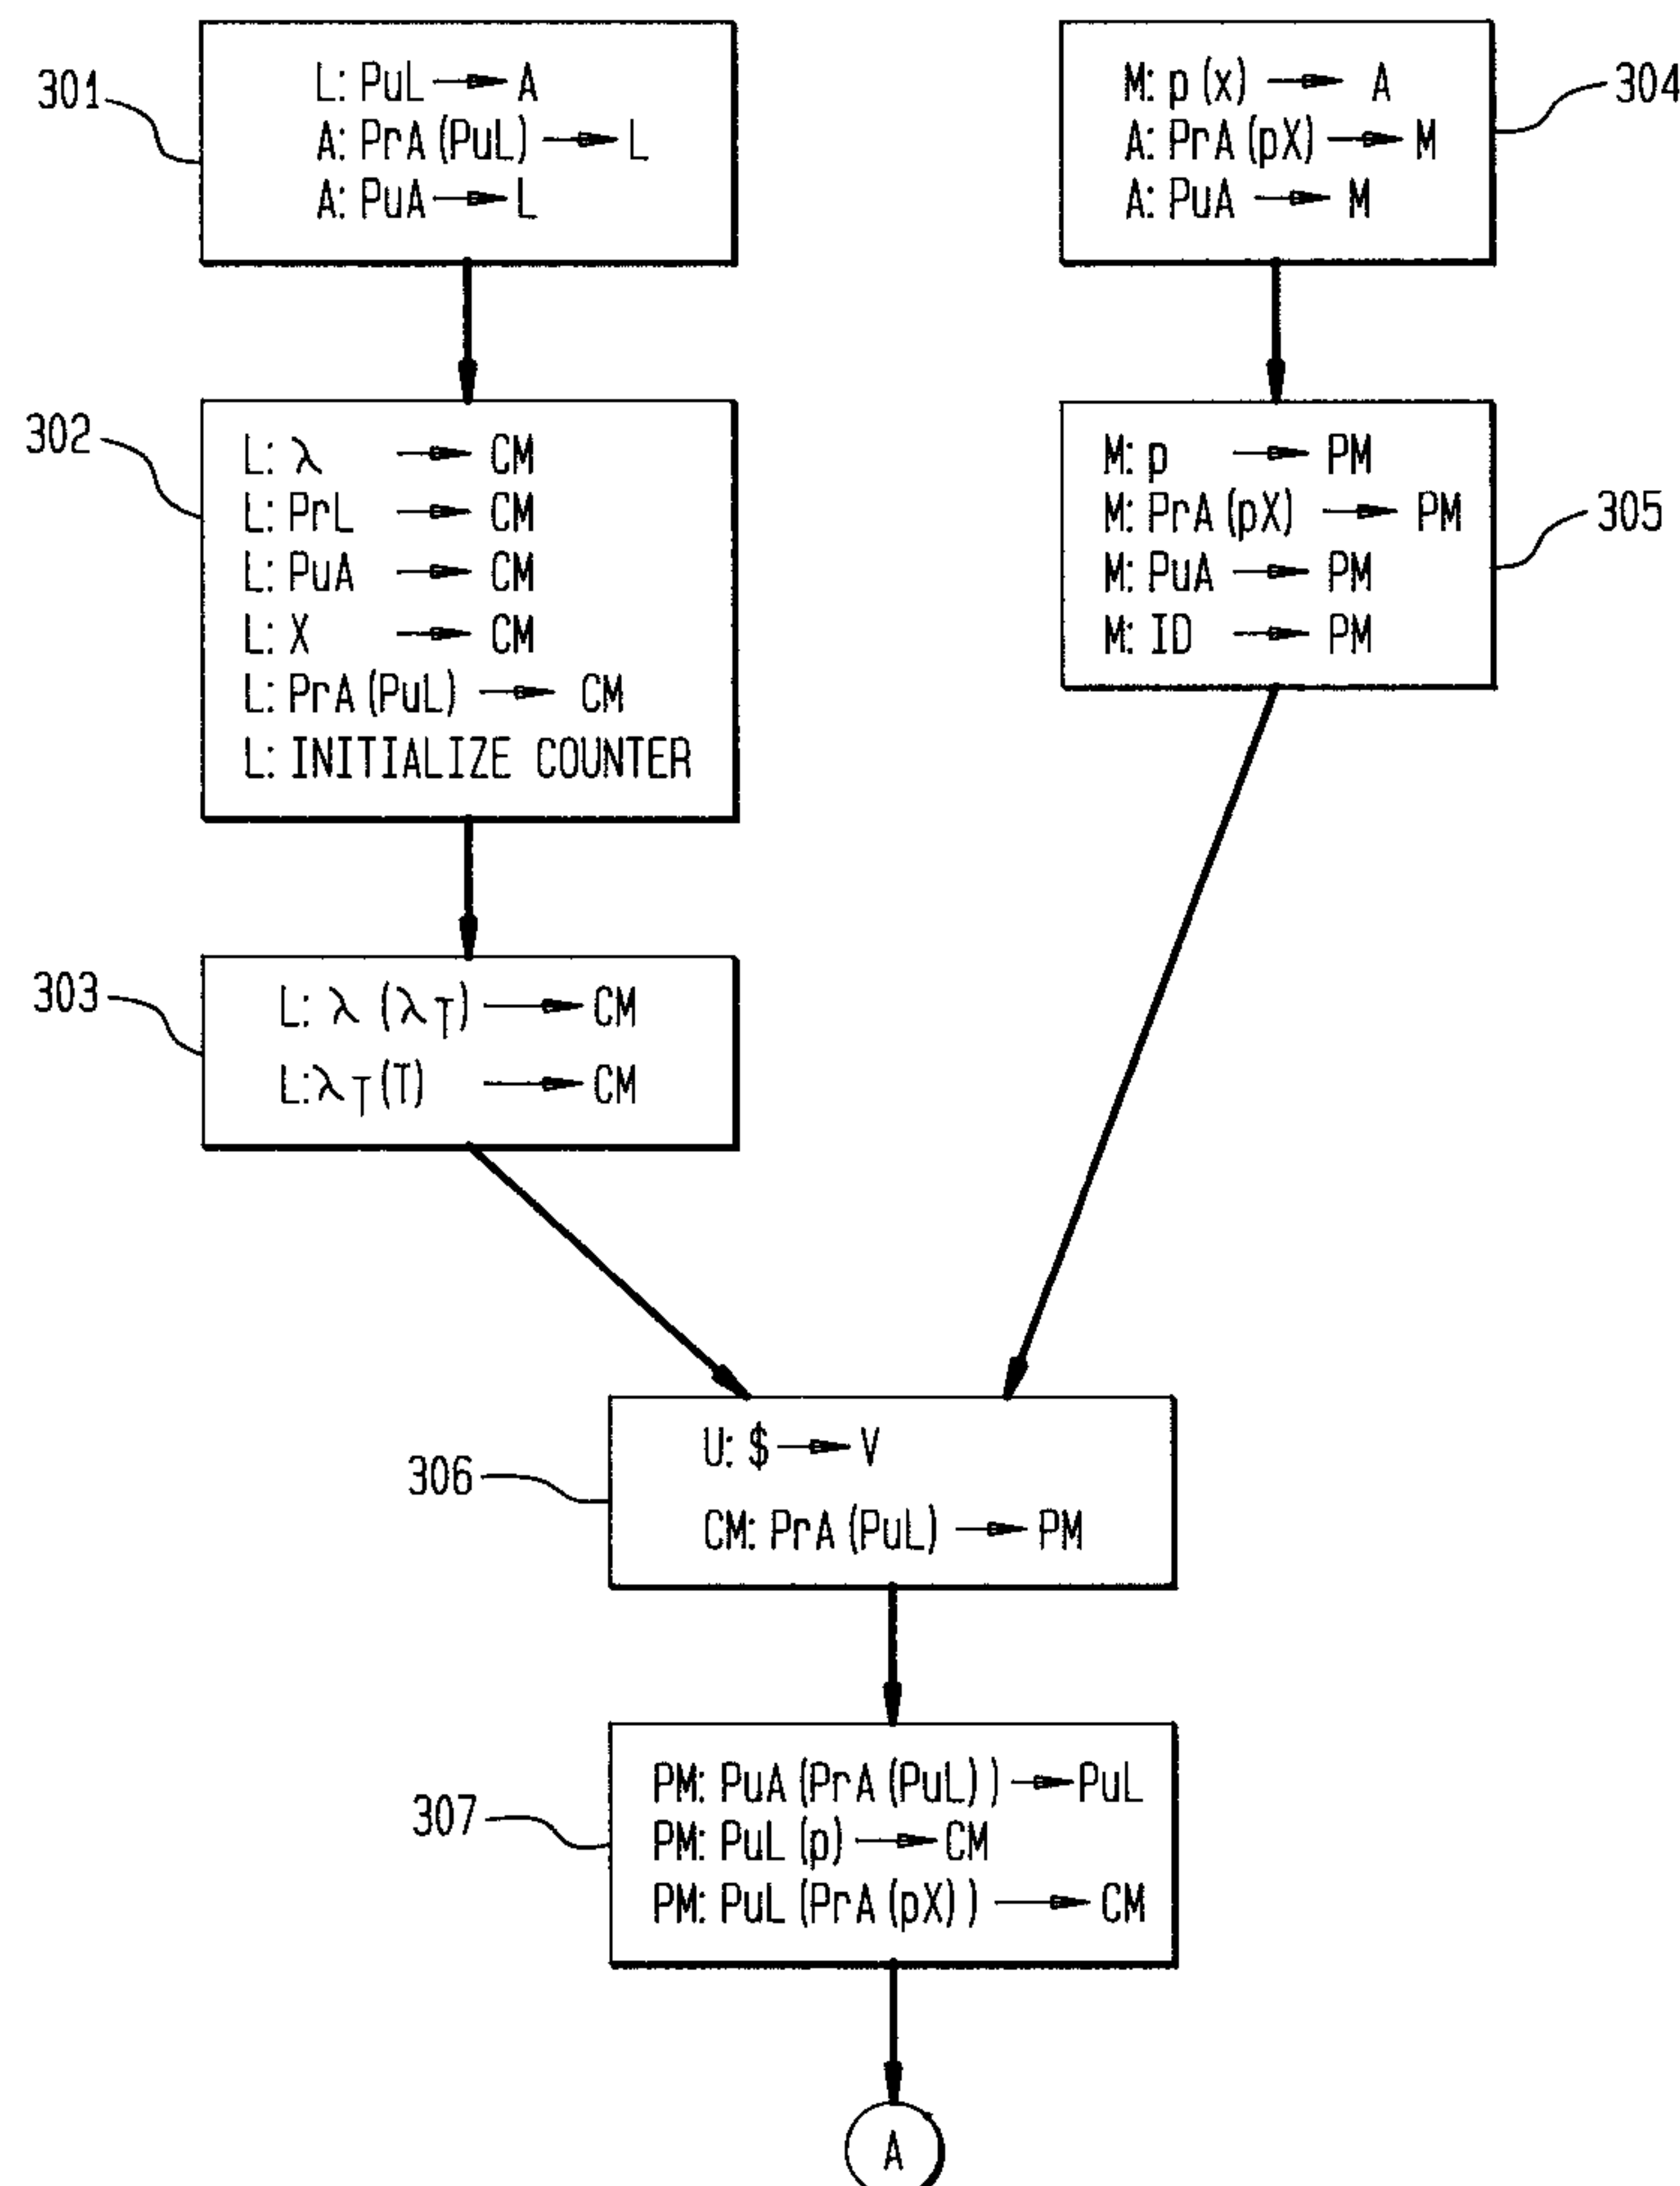 301
L: PuL → A
A: PrA (PuL) → L
A: PuA → L
304
M: p (x) → A
A: PrA (pX) → M
A: PuA → M
302
L: λ → CM
L: PrL → CM
L: PuA → CM
L: X → CM
L: PrA (PuL) → CM
L: INITIALIZE COUNTER
305
M: p → PM
M: PrA (pX) → PM
M: PuA → PM
M: ID → PM
303
L: λ (λT) → CM
L: λT (T) → CM
306
U: $ → V
CM: PrA (PuL) → PM
307
PM: PuA (PrA (PuL)) → PuL
PM: PuL (p) → CM
PM: PuL (PrA (pX)) → CM
A